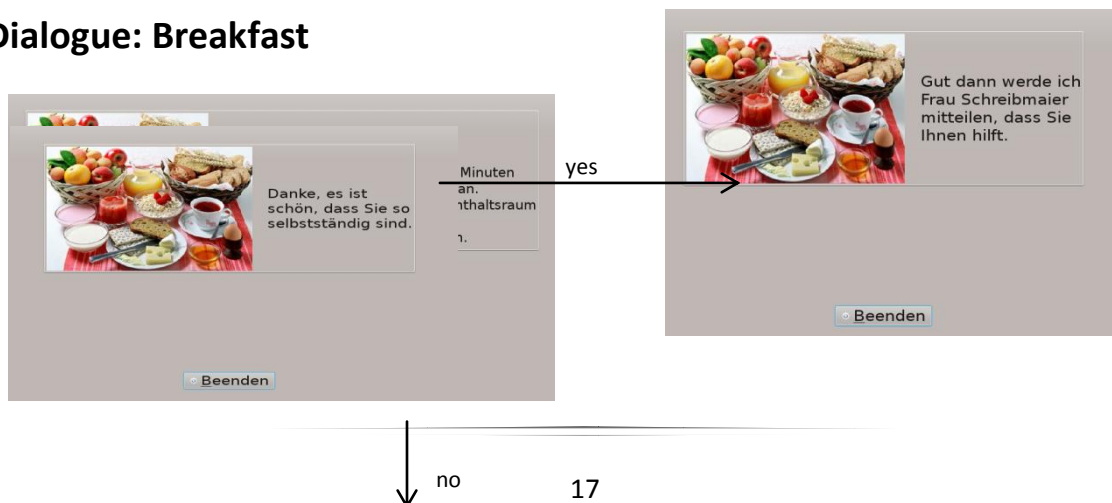 Dialogue: Breakfast
Minuten
an.
nthaltsraum
n.
Danke, es ist
schön, dass Sie so
selbstständig sind.
Beenden
yes
Gut dann werde ich
Frau Schreibmaier
mitteilen, dass Sie
Ihnen hilft.
Beenden
no
17